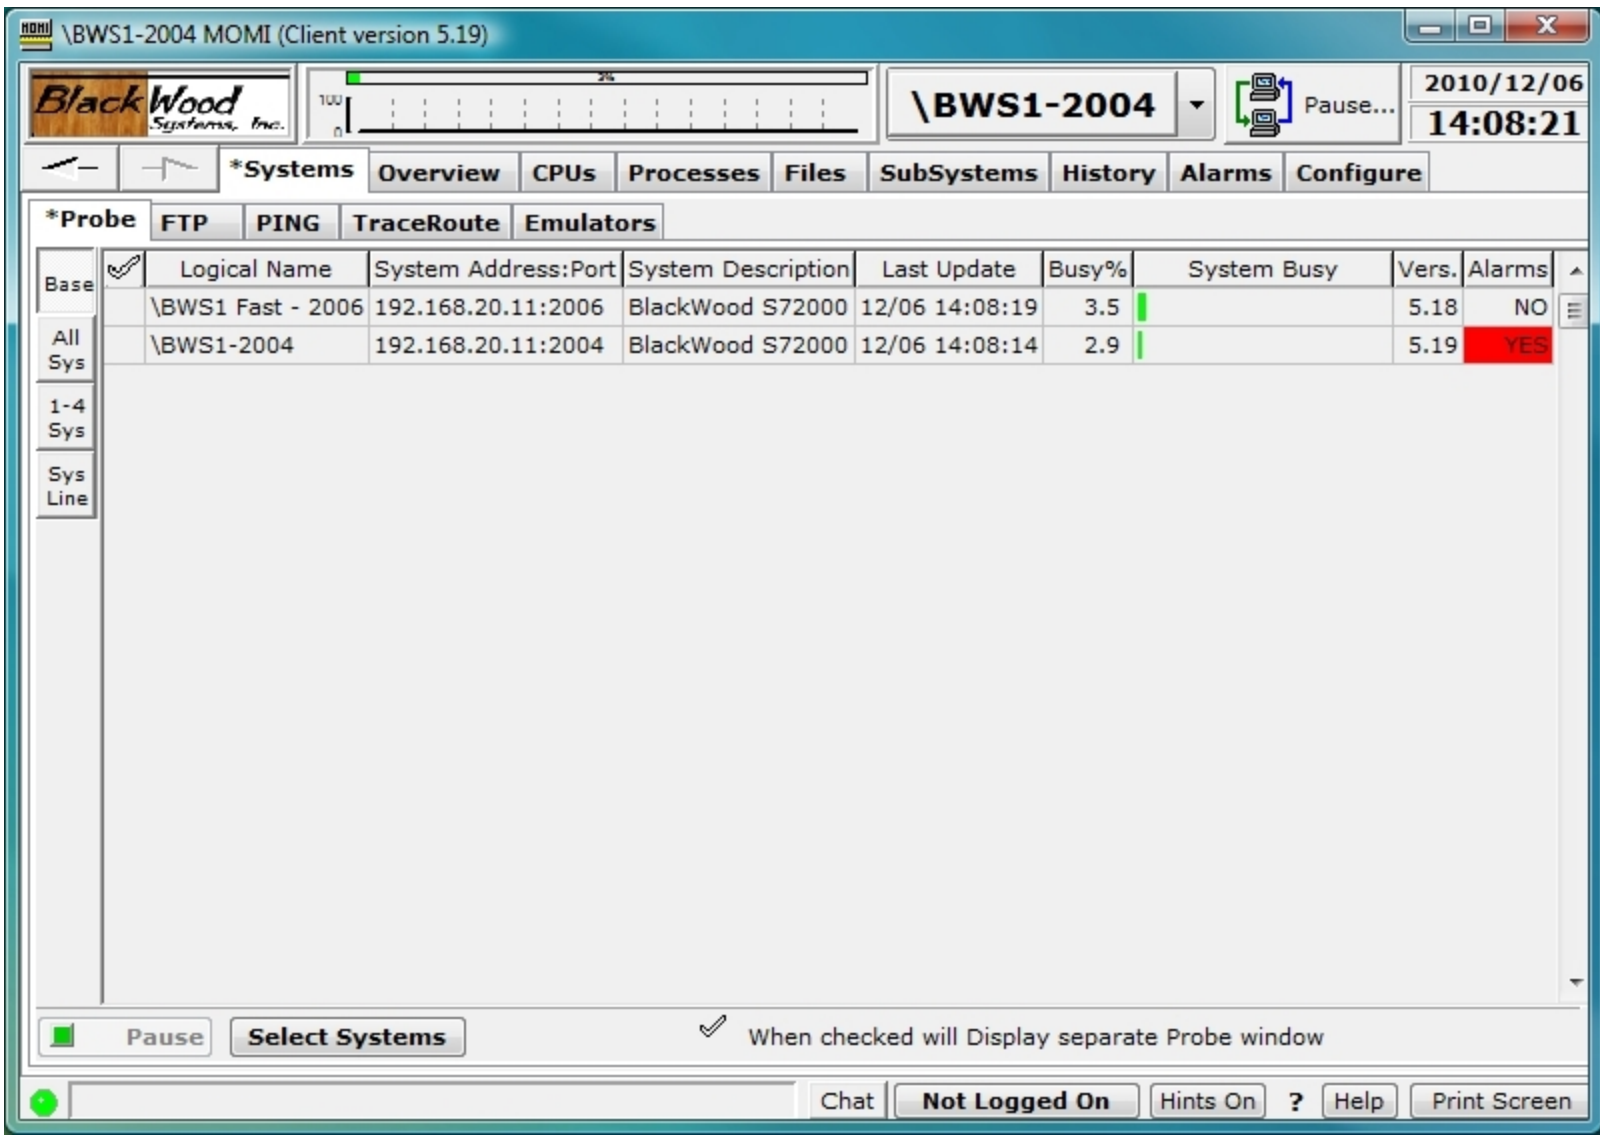 MOMI \BWS1-2004 MOMI (Client version 5.19) X
BlackWood Systems, Inc.
3%
100
0
\BWS1-2004
Pause...
2010/12/06
14:08:21
*Systems Overview CPUs Processes Files SubSystems History Alarms Configure
*Probe FTP PING TraceRoute Emulators
Base
All Sys
1-4 Sys
Sys Line
Logical Name System Address:Port System Description Last Update Busy% System Busy Vers. Alarms
\BWS1 Fast - 2006 192.168.20.11:2006 BlackWood S72000 12/06 14:08:19 3.5 5.18 NO
\BWS1-2004 192.168.20.11:2004 BlackWood S72000 12/06 14:08:14 2.9 5.19 YES
Pause Select Systems When checked will Display separate Probe window
Chat Not Logged On Hints On ? Help Print Screen